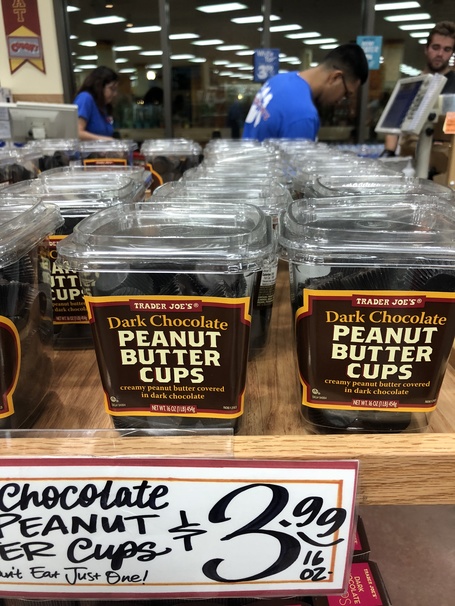 TRADER JOE'S®
Dark Chocolate
PEANUT
BUTTER
CUPS
creamy peanut butter covered
in dark chocolate
NET WT. 16 OZ (1 LB) 454g
TRADER JOE'S®
Dark Chocolate
PEANUT
BUTTER
CUPS
creamy peanut butter covered
in dark chocolate
NET WT. 16 OZ (1 LB) 454g
Chocolate
PEANUT
ER Cups
n't Eat Just One!
3.99
16
OZ.